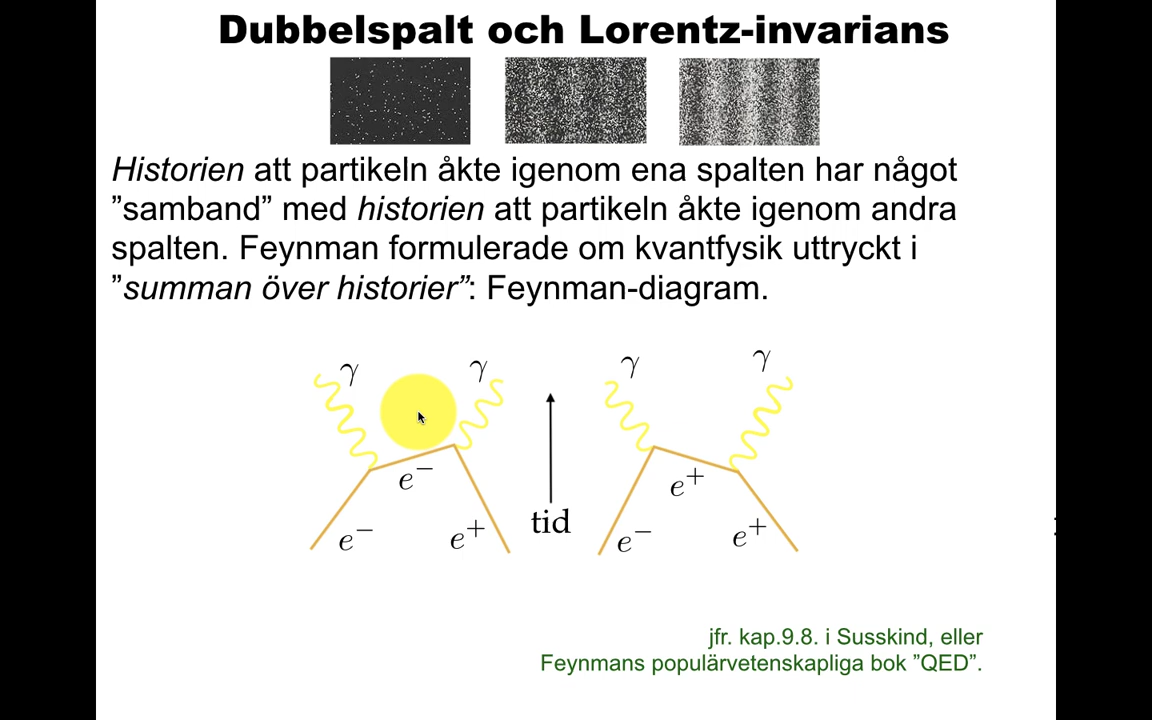 Dubbelspalt och Lorentz-invarians
Historien att partikeln åkte igenom ena spalten har något
”samband” med historien att partikeln åkte igenom andra
spalten. Feynman formulerade om kvantfysik uttryckt i
”summan över historier”: Feynman-diagram.
γ γ γ γ
e⁻ e⁺
e⁻ e⁺ tid e⁻ e⁺
jfr. kap.9.8. i Susskind, eller
Feynmans populärvetenskapliga bok ”QED”.